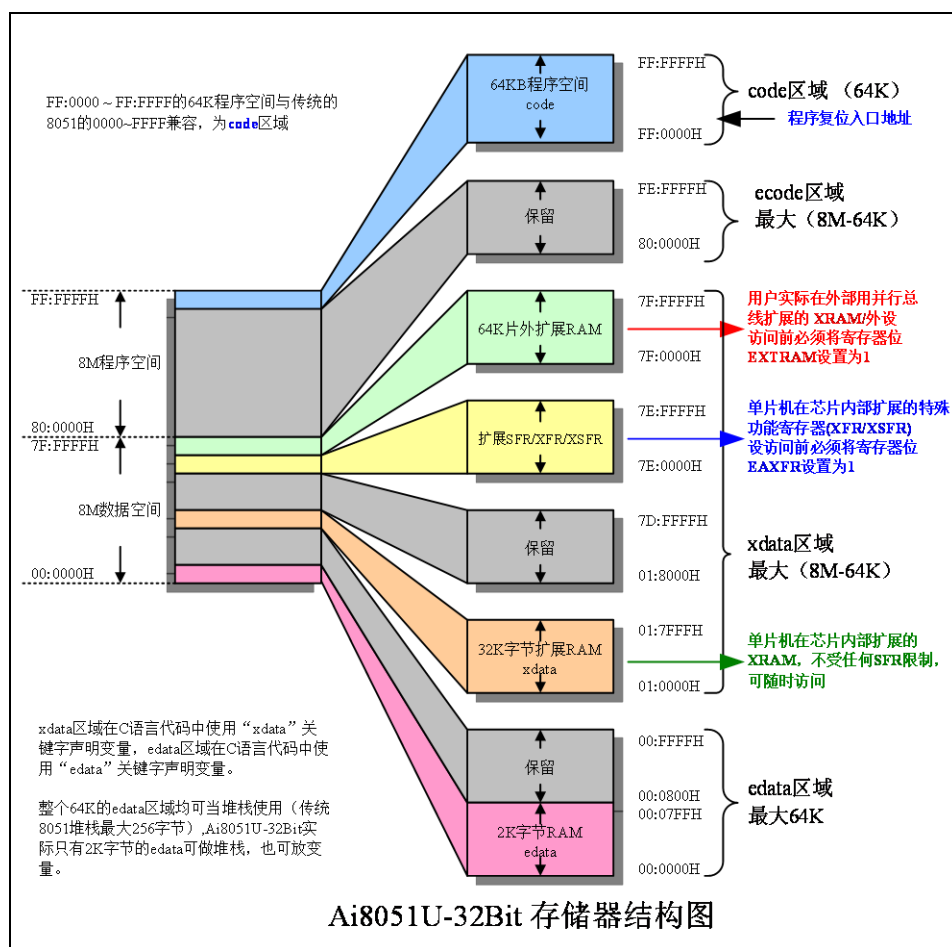 FF:0000～FF:FFFF的64K程序空间与传统的
8051的0000~FFFF兼容，为code区域
64KB程序空间
code
FF:FFFFH
FF:0000H
code区域（64K）
程序复位入口地址
保留
FE:FFFFH
80:0000H
ecode区域
最大（8M-64K）
FF:FFFFH
8M程序空间
80:0000H
7F:FFFFH
8M数据空间
00:0000H
64K片外扩展RAM
7F:FFFFH
7F:0000H
用户实际在外部用并行总
线扩展的 XRAM/外设
访问前必须将寄存器位
EXTRAM设置为1
扩展SFR/XFR/XSFR
7E:FFFFH
7E:0000H
单片机在芯片内部扩展的特殊
功能寄存器(XFR/XSFR)
设访问前必须将寄存器位
EAXFR设置为1
保留
7D:FFFFH
01:8000H
xdata区域
最大（8M-64K）
32K字节扩展RAM
xdata
01:7FFFH
01:0000H
单片机在芯片内部扩展的
XRAM，不受任何SFR限制，
可随时访问
保留
00:FFFFH
00:0800H
00:07FFH
2K字节RAM
edata
00:0000H
edata区域
最大64K
xdata区域在C语言代码中使用“xdata”关
键字声明变量，edata区域在C语言代码中使
用“edata”关键字声明变量。
整个64K的edata区域均可当堆栈使用（传统
8051堆栈最大256字节）,Ai8051U-32Bit实
际只有2K字节的edata可做堆栈，也可放变
量。
Ai8051U-32Bit 存储器结构图